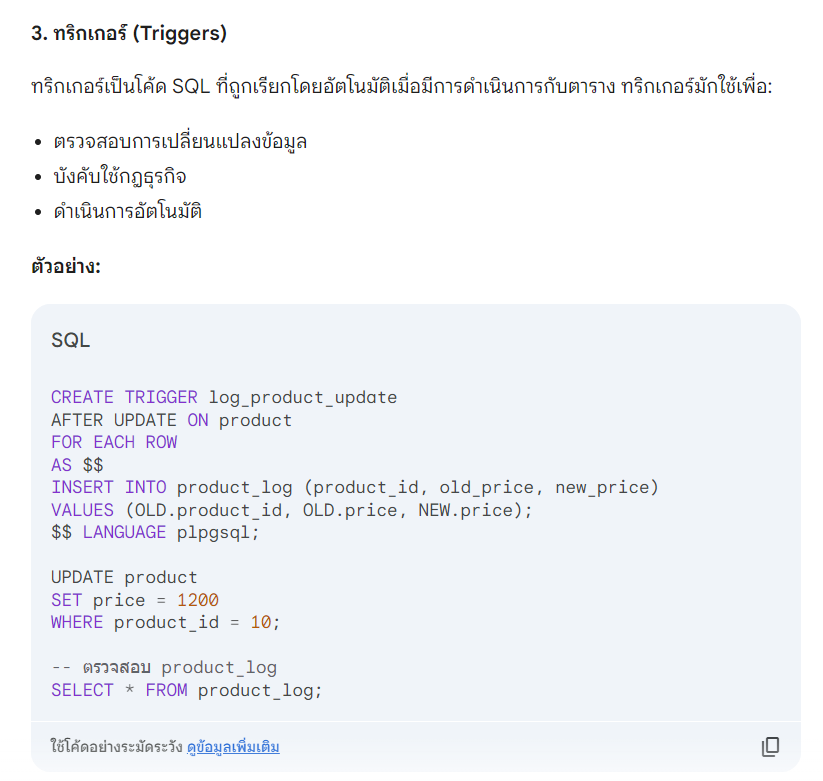 3. ทริกเกอร์ (Triggers)
ทริกเกอร์เป็นโค้ด SQL ที่ถูกเรียกโดยอัตโนมัติเมื่อมีการดำเนินการกับตาราง ทริกเกอร์มักใช้เพื่อ:
• ตรวจสอบการเปลี่ยนแปลงข้อมูล
• บังคับใช้กฎธุรกิจ
• ดำเนินการอัตโนมัติ
ตัวอย่าง:
SQL
CREATE TRIGGER log_product_update
AFTER UPDATE ON product
FOR EACH ROW
AS $$
INSERT INTO product_log (product_id, old_price, new_price)
VALUES (OLD.product_id, OLD.price, NEW.price);
$$ LANGUAGE plpgsql;
UPDATE product
SET price = 1200
WHERE product_id = 10;
-- ตรวจสอบ product_log
SELECT * FROM product_log;
ใช้โค้ดอย่างระมัดระวัง ดูข้อมูลเพิ่มเติม